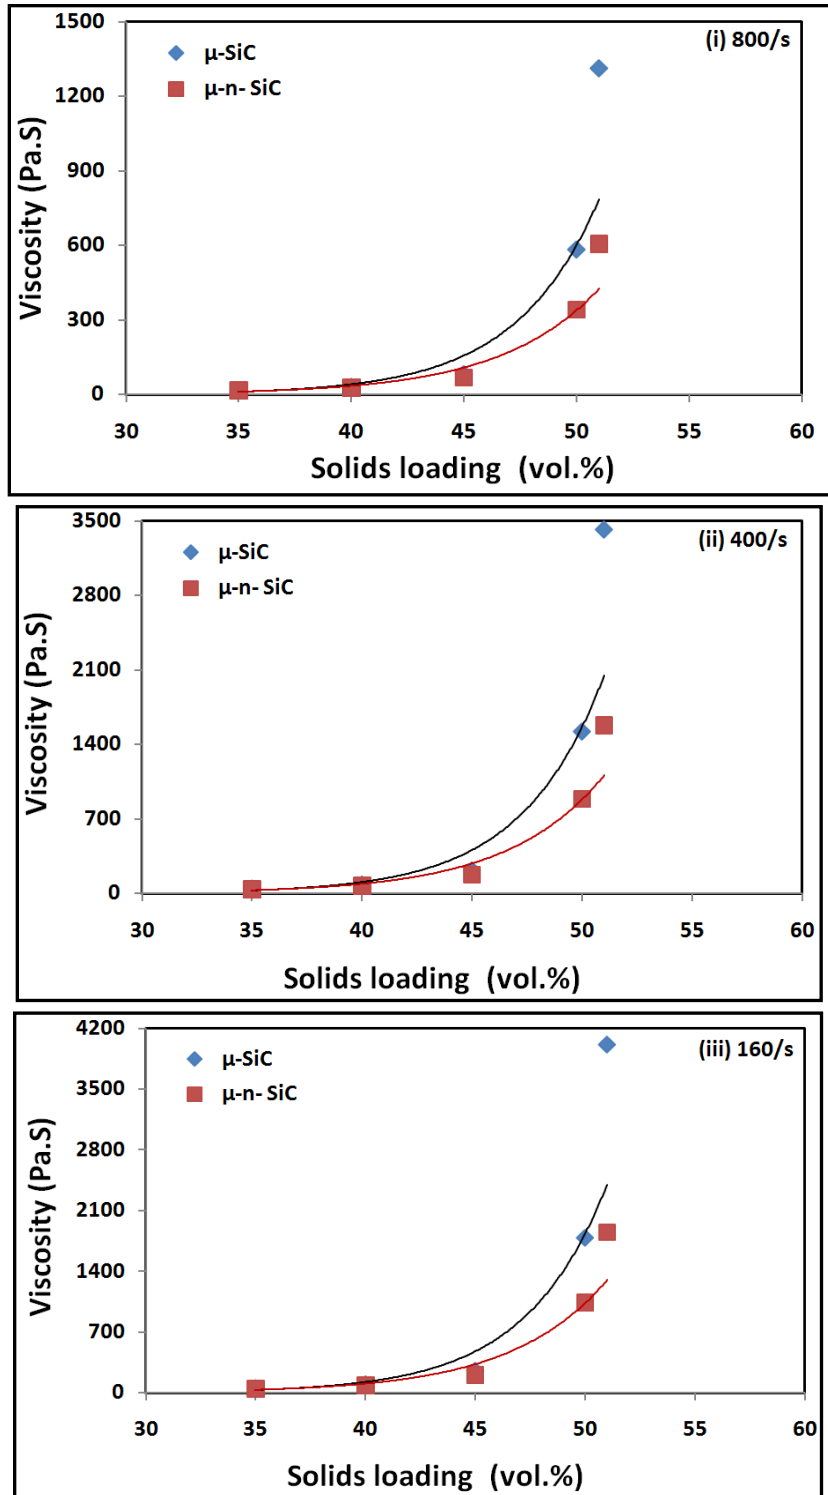 1500
1200
900
600
300
0
30 35 40 45 50 55 60
Viscosity (Pa.S)
Solids loading (vol.%)
μ-SiC
μ-n- SiC
(i) 800/s
3500
2800
2100
1400
700
0
30 35 40 45 50 55 60
Viscosity (Pa.S)
Solids loading (vol.%)
μ-SiC
μ-n- SiC
(ii) 400/s
4200
3500
2800
2100
1400
700
0
30 35 40 45 50 55 60
Viscosity (Pa.S)
Solids loading (vol.%)
μ-SiC
μ-n- SiC
(iii) 160/s